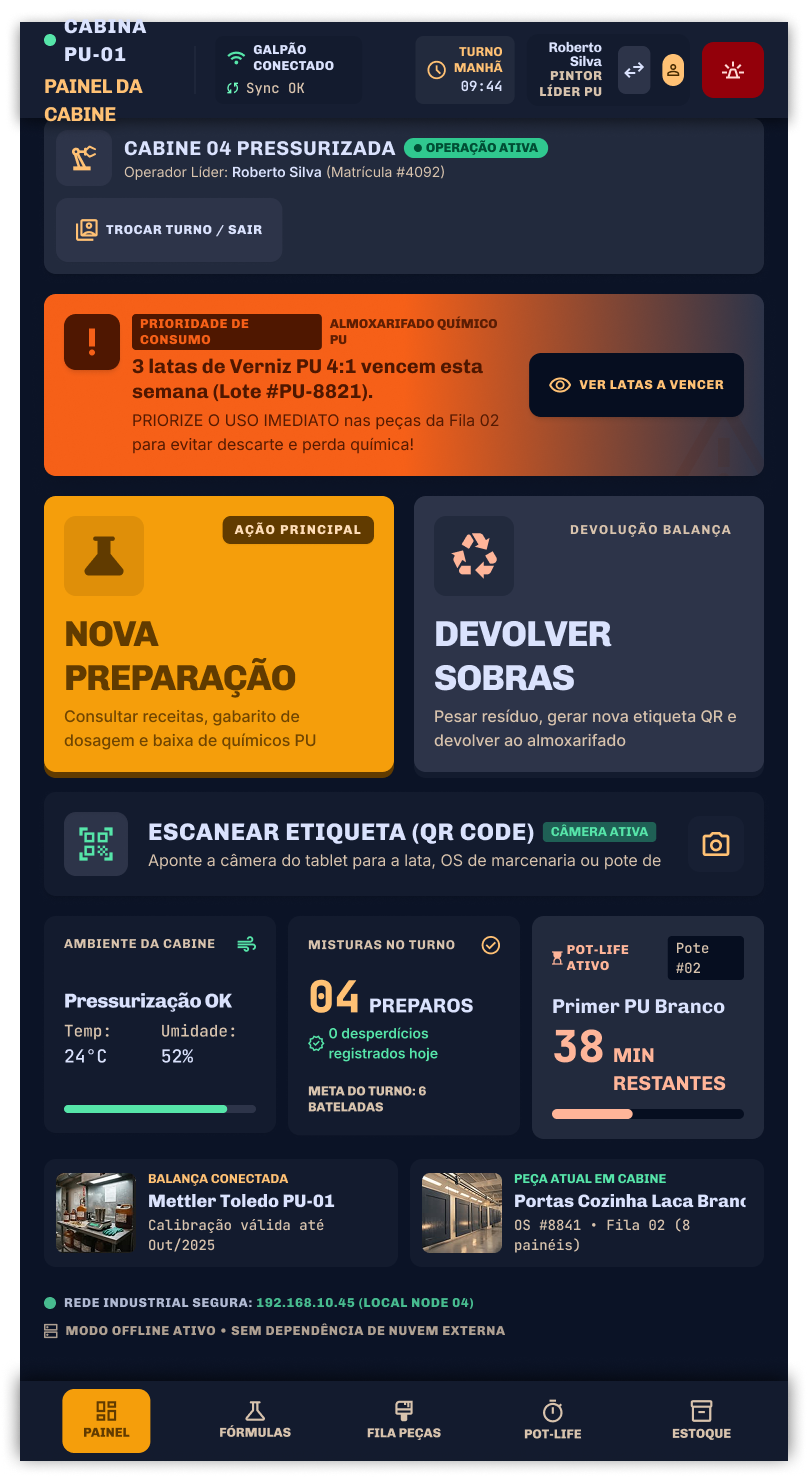 CABINA
PU-01
PAINEL DA
CABINE
GALPÃO
CONECTADO
Sync OK
TURNO
MANHÃ
09:44
Roberto
Silva
PINTOR
LÍDER PU
CABINE 04 PRESSURIZADA
OPERAÇÃO ATIVA
Operador Líder: Roberto Silva (Matrícula #4092)
TROCAR TURNO / SAIR
PRIORIDADE DE
CONSUMO
ALMOXARIFADO QUÍMICO
PU
3 latas de Verniz PU 4:1 vencem esta
semana (Lote #PU-8821).
PRIORIZE O USO IMEDIATO nas peças da Fila 02
para evitar descarte e perda química!
VER LATAS A VENCER
AÇÃO PRINCIPAL
NOVA
PREPARAÇÃO
Consultar receitas, gabarito de
dosagem e baixa de químicos PU
DEVOLUÇÃO BALANÇA
DEVOLVER
SOBRAS
Pesar resíduo, gerar nova etiqueta QR e
devolver ao almoxarifado
ESCANEAR ETIQUETA (QR CODE)
CÂMERA ATIVA
Aponte a câmera do tablet para a lata, OS de marcenaria ou pote de
AMBIENTE DA CABINE
Pressurização OK
Temp:
24°C
Umidade:
52%
MISTURAS NO TURNO
04 PREPAROS
0 desperdícios
registrados hoje
META DO TURNO: 6
BATELADAS
POT-LIFE
ATIVO
Pote
#02
Primer PU Branco
38 MIN
RESTANTES
BALANÇA CONECTADA
Mettler Toledo PU-01
Calibração válida até
Out/2025
PEÇA ATUAL EM CABINE
Portas Cozinha Laca Branc
OS #8841 • Fila 02 (8
painéis)
REDE INDUSTRIAL SEGURA: 192.168.10.45 (LOCAL NODE 04)
MODO OFFLINE ATIVO • SEM DEPENDÊNCIA DE NUVEM EXTERNA
PAINEL
FÓRMULAS
FILA PEÇAS
POT-LIFE
ESTOQUE